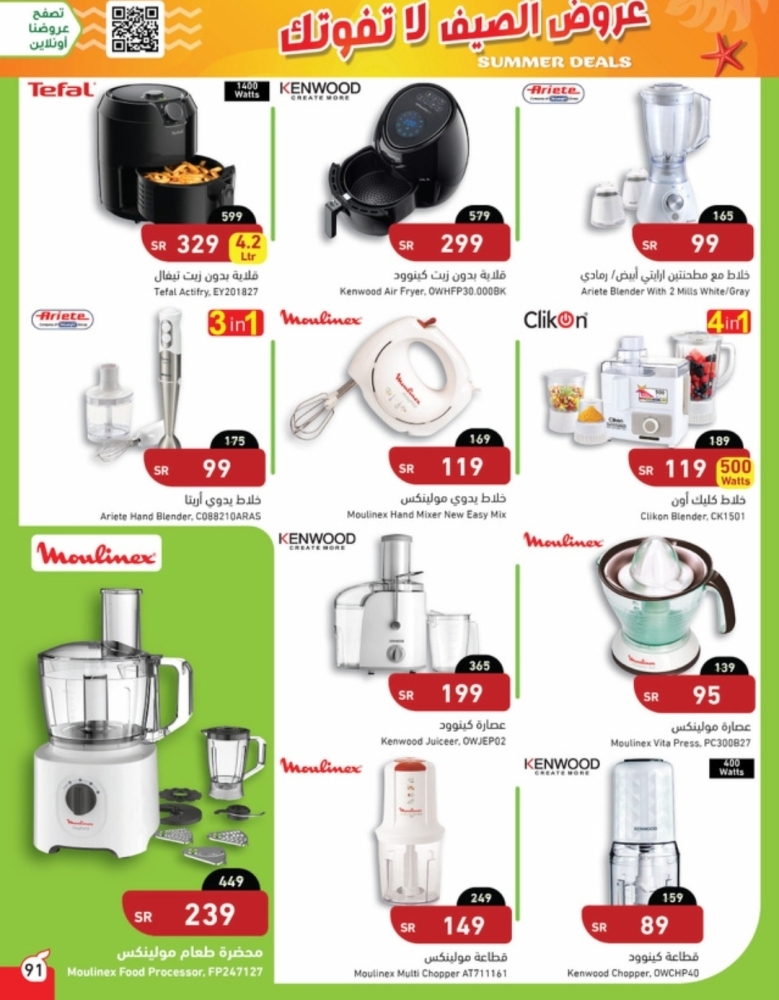 تصفح
عروضنا
أونلاين
عروض الصيف لا تفوتك
SUMMER DEALS
Tefal
1400
Watts
599
SR 329
4.2
Ltr
قلاية بدون زيت تيفال
Tefal Actifry, EY201827
KENWOOD
CREATE MORE
579
SR 299
قلاية بدون زيت كينوود
Kenwood Air Fryer, OWHFP30.000BK
Ariete
165
SR 99
خلاط مع مطحنتين ارايتي أبيض/ رمادي
Ariete Blender With 2 Mills White/Gray
Ariete
3 in 1
175
SR 99
خلاط يدوي أريتا
Ariete Hand Blender, C088210ARAS
Moulinex
169
SR 119
خلاط يدوي مولينكس
Moulinex Hand Mixer New Easy Mix
Clikon
4 in 1
189
SR 119
500
Watts
خلاط كليك أون
Clikon Blender, CK1501
Moulinex
449
SR 239
محضرة طعام مولينكس
Moulinex Food Processor, FP247127
KENWOOD
CREATE MORE
365
SR 199
عصارة كينوود
Kenwood Juiceer, OWJEP02
Moulinex
139
SR 95
عصارة مولينكس
Moulinex Vita Press, PC300B27
Moulinex
249
SR 149
قطاعة مولينكس
Moulinex Multi Chopper AT711161
KENWOOD
CREATE MORE
400
Watts
KENWOOD
159
SR 89
قطاعة كينوود
Kenwood Chopper, OWCHP40
91